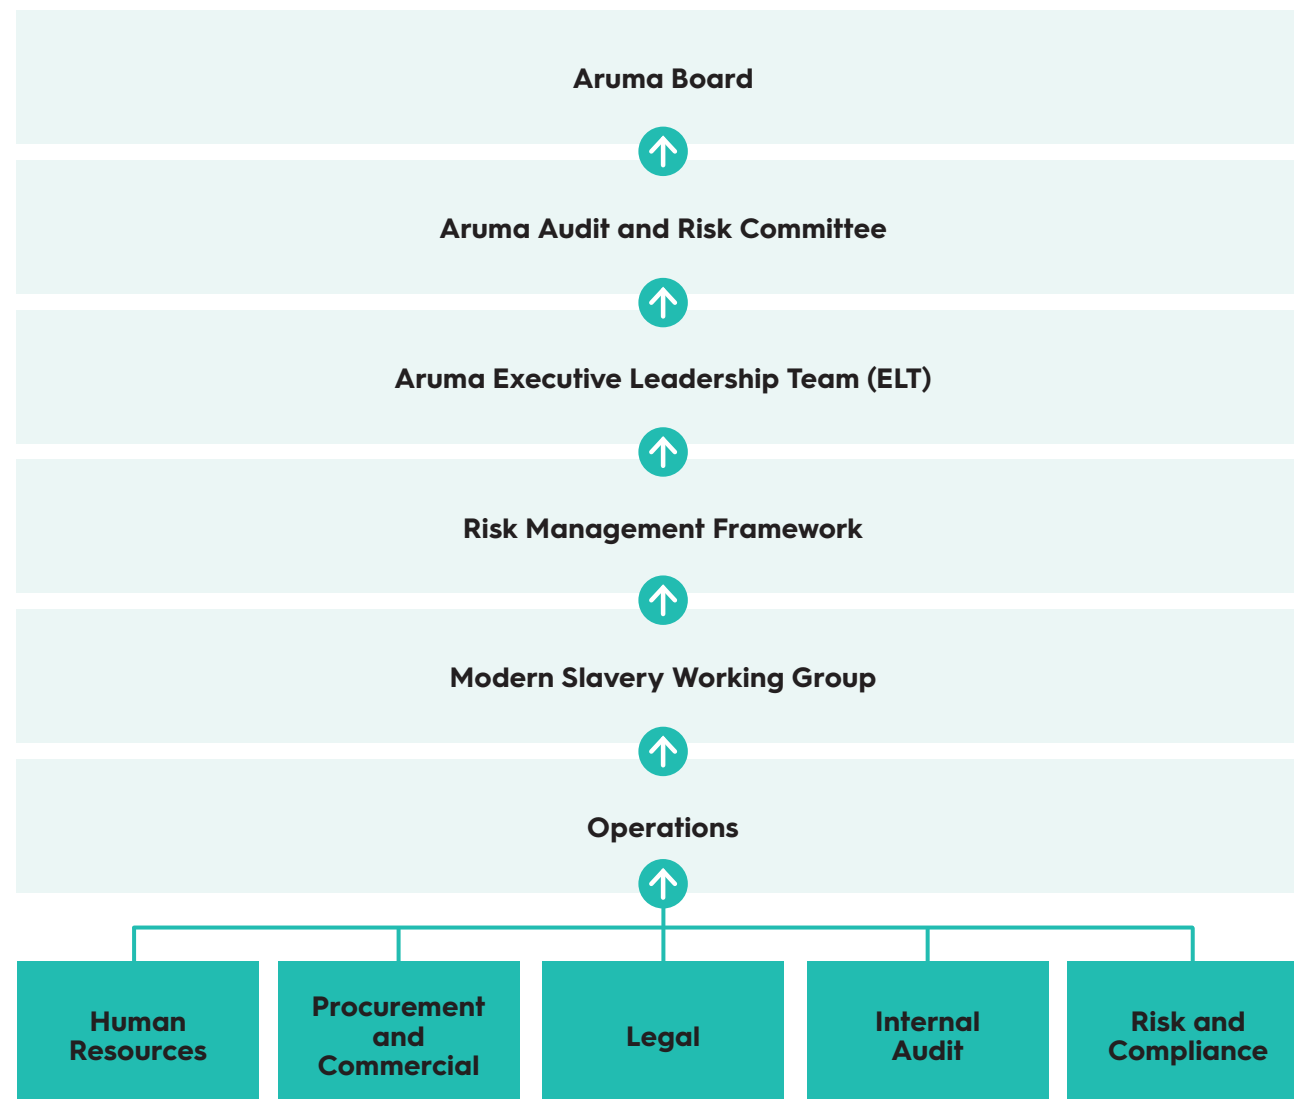 Aruma Board
Aruma Audit and Risk Committee
Aruma Executive Leadership Team (ELT)
Risk Management Framework
Modern Slavery Working Group
Operations
Human
Resources
Procurement
and
Commercial
Legal
Internal
Audit
Risk and
Compliance